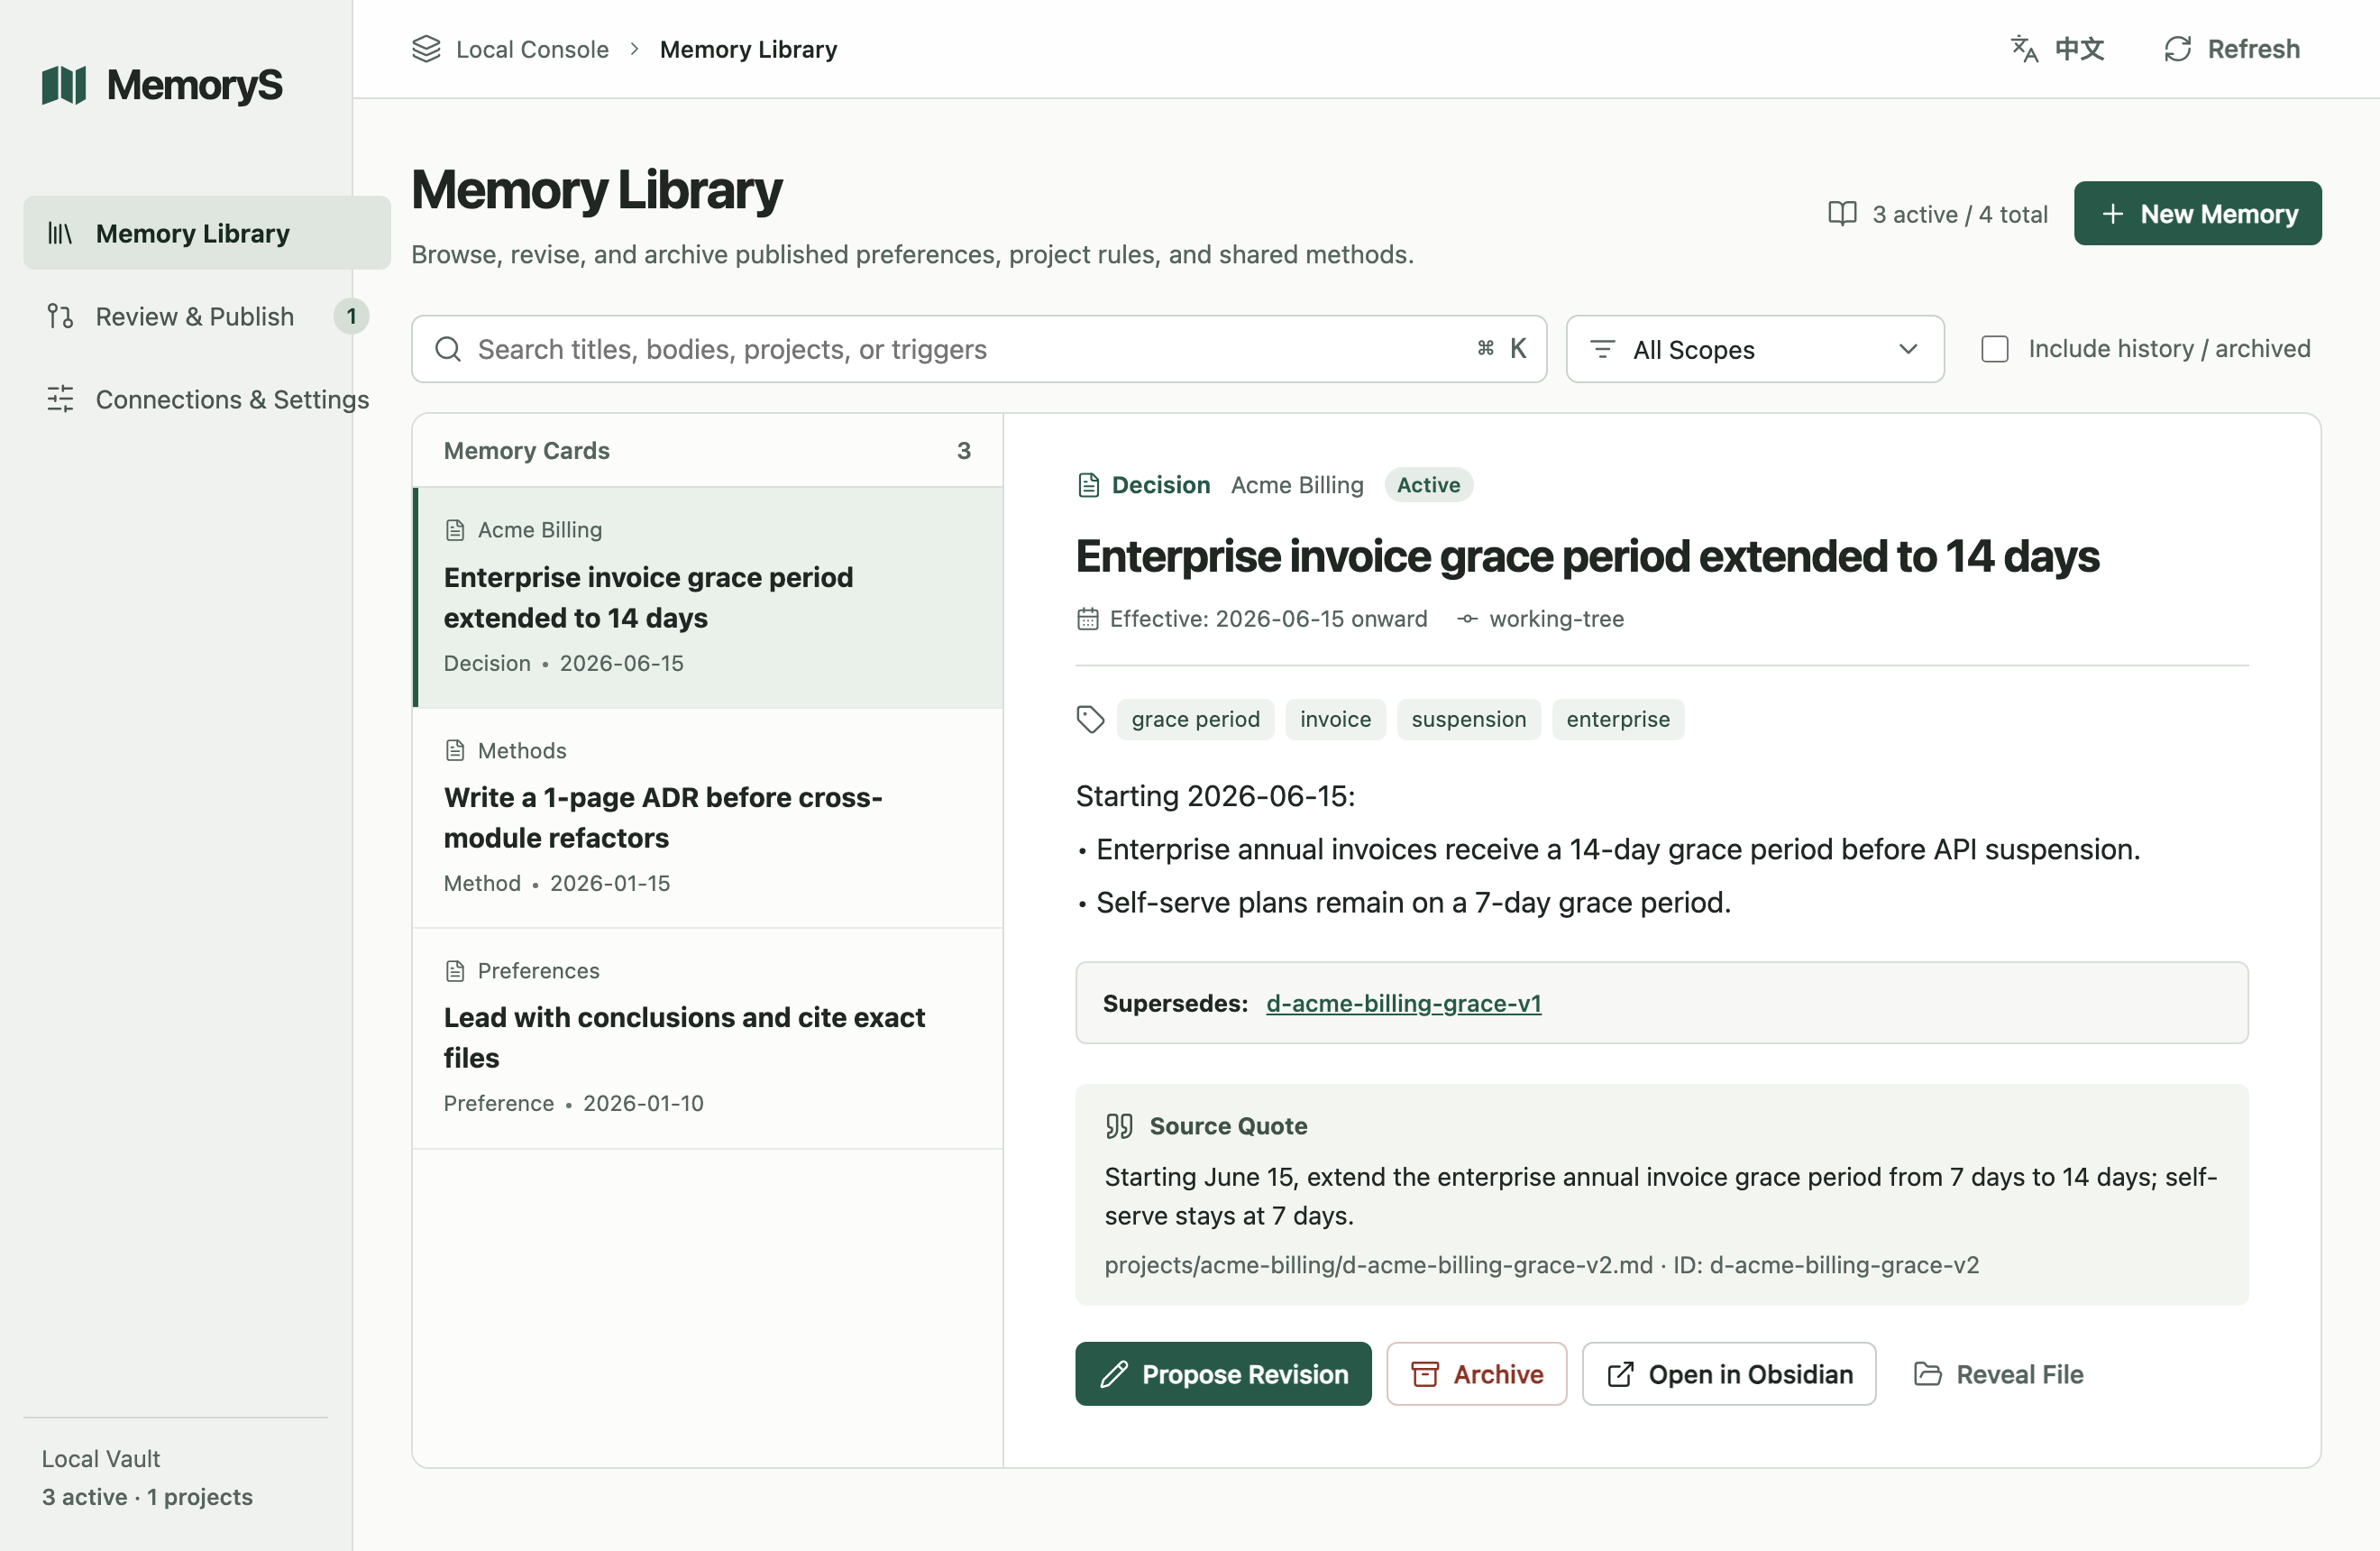 MemoryS
Memory Library
Review & Publish 1
Connections & Settings
Local Vault
3 active · 1 projects
Local Console > Memory Library
中文
Refresh
Memory Library
Browse, revise, and archive published preferences, project rules, and shared methods.
3 active / 4 total
+ New Memory
Search titles, bodies, projects, or triggers ⌘ K
All Scopes
Include history / archived
Memory Cards 3
Acme Billing
Enterprise invoice grace period
extended to 14 days
Decision • 2026-06-15
Methods
Write a 1-page ADR before cross-
module refactors
Method • 2026-01-15
Preferences
Lead with conclusions and cite exact
files
Preference • 2026-01-10
Decision Acme Billing Active
Enterprise invoice grace period extended to 14 days
Effective: 2026-06-15 onward working-tree
grace period invoice suspension enterprise
Starting 2026-06-15:
• Enterprise annual invoices receive a 14-day grace period before API suspension.
• Self-serve plans remain on a 7-day grace period.
Supersedes: d-acme-billing-grace-v1
Source Quote
Starting June 15, extend the enterprise annual invoice grace period from 7 days to 14 days; self-
serve stays at 7 days.
projects/acme-billing/d-acme-billing-grace-v2.md · ID: d-acme-billing-grace-v2
Propose Revision
Archive
Open in Obsidian
Reveal File